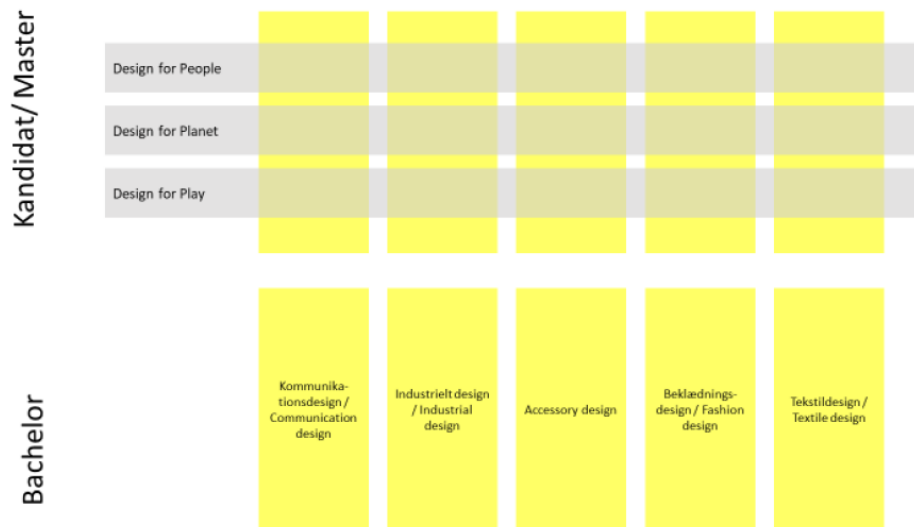 Kandidat/ Master
Design for People
Design for Planet
Design for Play
Bachelor
Kommunika-
tionsdesign /
Communication
design
Industrielt design
/ Industrial
design
Accessory design
Beklædnings-
design / Fashion
design
Tekstildesign /
Textile design